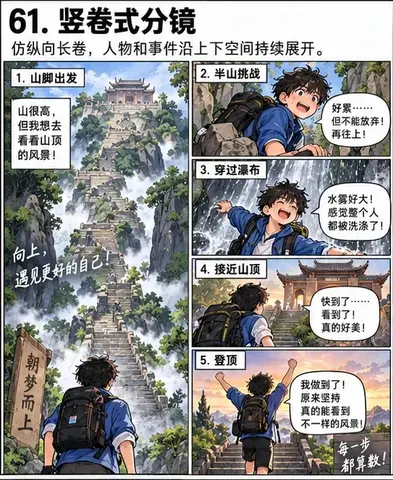 61. 竖卷式分镜
仿纵向长卷，人物和事件沿上下空间持续展开。
1. 山脚出发
山很高，
但我想去
看看山顶
的风景！
向上，
遇见更好的自己！
朝梦而上
2. 半山挑战
好累……
但不能放弃！
再往上！
3. 穿过瀑布
水雾好大！
感觉整个人
都被洗涤了！
4. 接近山顶
快到了……
看到了！
真的好美！
5. 登顶
我做到了！
原来坚持
真的能看到
不一样的风景！
每一步
都算数！